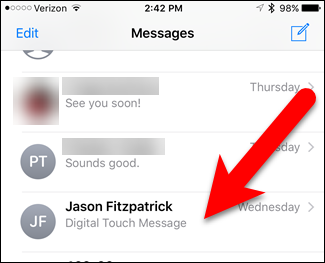 Verizon 2:42 PM 98%
Edit Messages
Thursday
See you soon!
Thursday
PT
Sounds good.
Jason Fitzpatrick Wednesday
JF
Digital Touch Message